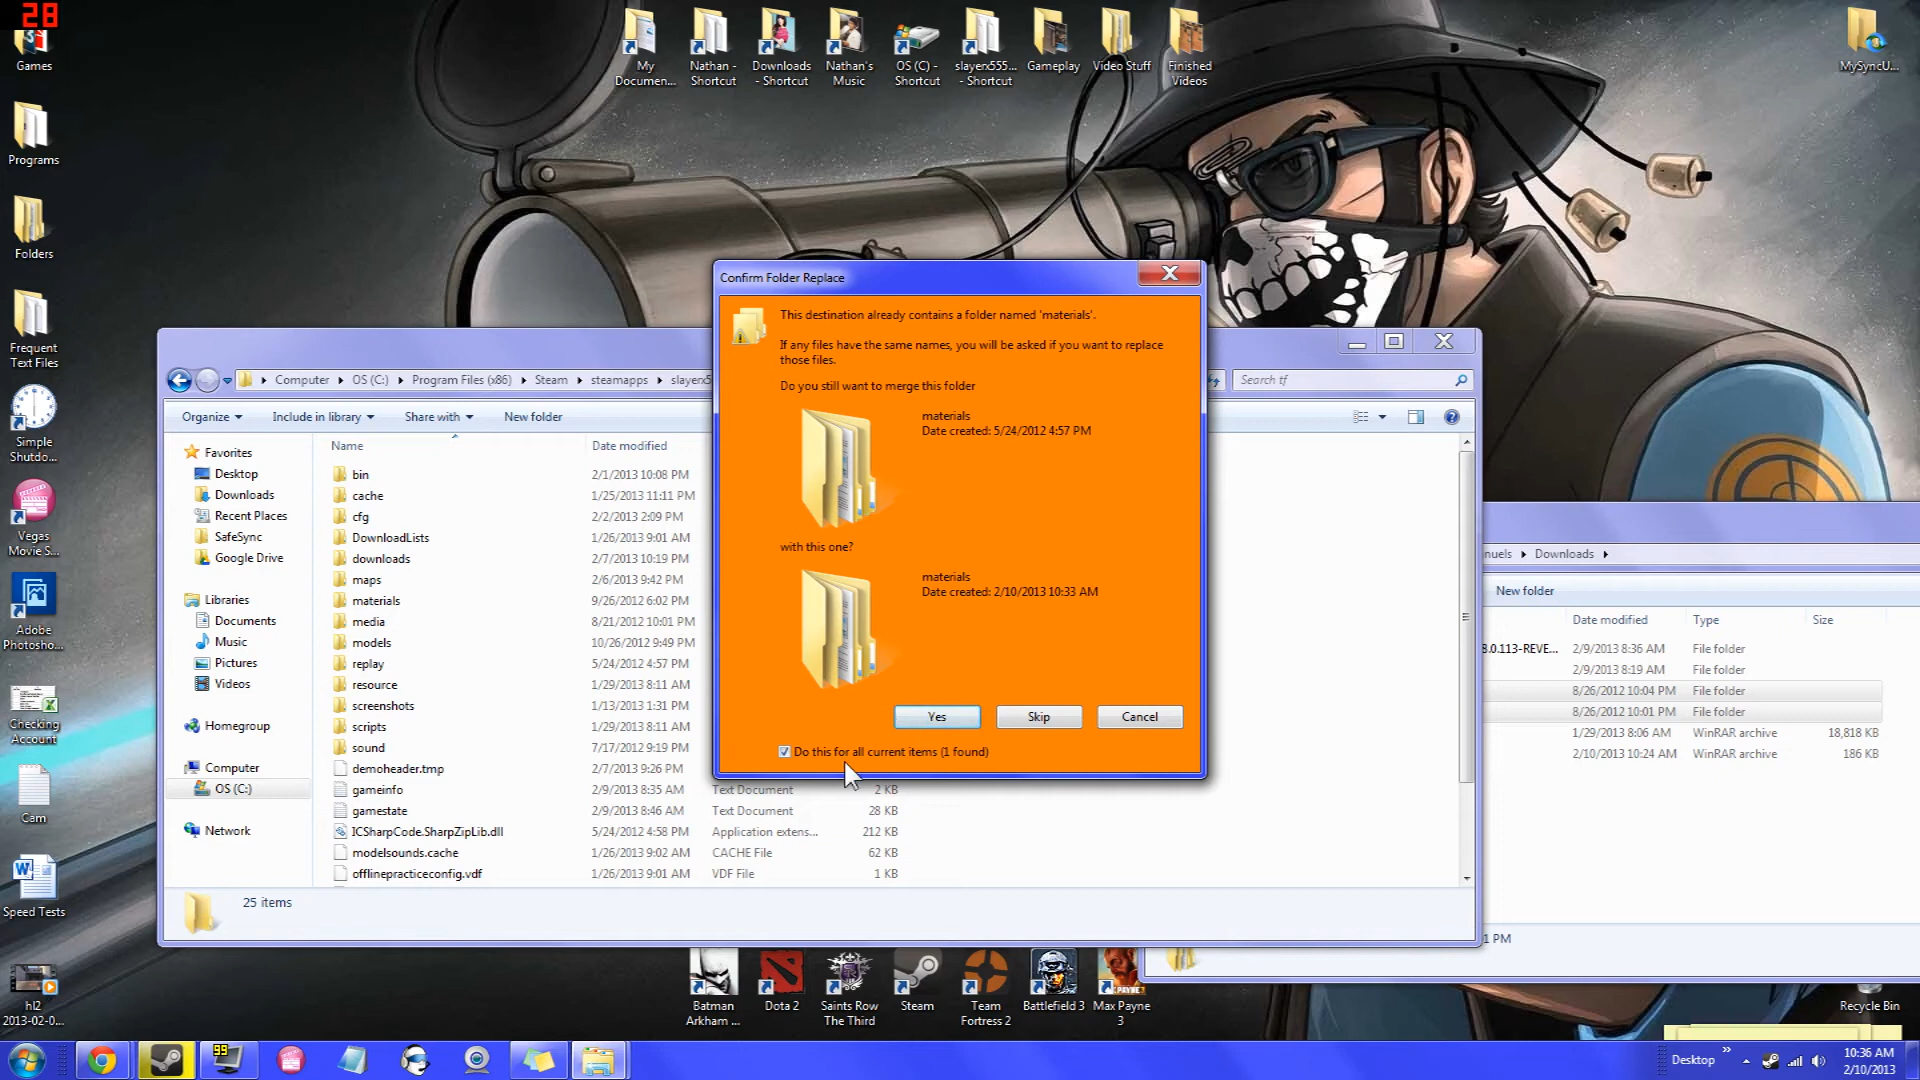 28
Games
Programs
Folders
Frequent
Text Files
Simple
Shutdo...
Vegas
Movie S...
Adobe
Photosho...
Checking
Account
Cam
Speed Tests
hl2
2013-02-0...
My
Documen...
Nathan -
Shortcut
Downloads
- Shortcut
Nathan's
Music
OS (C) -
Shortcut
slayerx555...
- Shortcut
Gameplay
Video Stuff
Finished
Videos
MySyncU...
Computer OS (C:) Program Files (x86) Steam steamapps slayerx5
Search tf
Organize Include in library Share with New folder
Name Date modified
Favorites
Desktop
Downloads
Recent Places
SafeSync
Google Drive
Libraries
Documents
Music
Pictures
Videos
Homegroup
Computer
OS (C:)
Network
bin 2/1/2013 10:08 PM
cache 1/25/2013 11:11 PM
cfg 2/2/2013 2:09 PM
DownloadLists 1/26/2013 9:01 AM
downloads 2/7/2013 10:19 PM
maps 2/6/2013 9:42 PM
materials 9/26/2012 6:02 PM
media 8/21/2012 10:01 PM
models 10/26/2012 9:49 PM
replay 5/24/2012 4:57 PM
resource 1/29/2013 8:11 AM
screenshots 1/13/2013 1:31 PM
scripts 1/29/2013 8:11 AM
sound 7/17/2012 9:19 PM
demoheader.tmp 2/7/2013 9:26 PM
gameinfo 2/9/2013 8:35 AM Text Document 2 KB
gamestate 2/9/2013 8:46 AM Text Document 28 KB
ICSharpCode.SharpZipLib.dll 5/24/2012 4:58 PM Application extens... 212 KB
modelsounds.cache 1/26/2013 9:02 AM CACHE File 62 KB
offlinepracticeconfig.vdf 1/26/2013 9:01 AM VDF File 1 KB
25 items
Confirm Folder Replace
This destination already contains a folder named 'materials'.
If any files have the same names, you will be asked if you want to replace
those files.
Do you still want to merge this folder
materials
Date created: 5/24/2012 4:57 PM
with this one?
materials
Date created: 2/10/2013 10:33 AM
Yes Skip Cancel
Do this for all current items (1 found)
nuels Downloads
New folder
Date modified Type Size
8.0.113-REVE... 2/9/2013 8:36 AM File folder
2/9/2013 8:19 AM File folder
8/26/2012 10:04 PM File folder
8/26/2012 10:01 PM File folder
1/29/2013 8:06 AM WinRAR archive 18,818 KB
2/10/2013 10:24 AM WinRAR archive 186 KB
1 PM
Batman
Arkham ...
Dota 2
Saints Row
The Third
Steam
Team
Fortress 2
Battlefield 3
Max Payne
3
Recycle Bin
99
Desktop
10:36 AM
2/10/2013